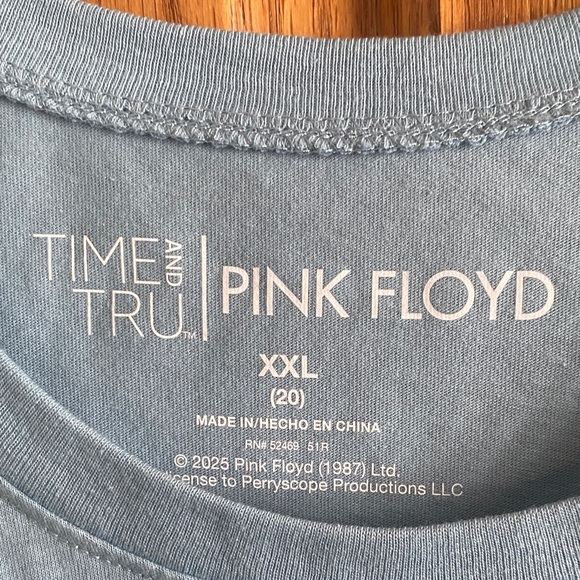 TIME AND TRU™ | PINK FLOYD
XXL
(20)
MADE IN/HECHO EN CHINA
RN# 52469 51R
© 2025 Pink Floyd (1987) Ltd.
to Perryscope Productions LLC